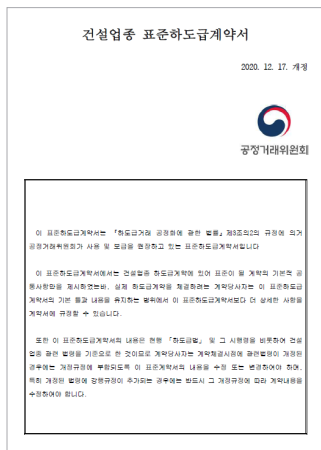 건설업종 표준하도급계약서
2020. 12. 17. 개정
공정거래위원회
이 표준하도급계약서는 「하도급거래 공정화에 관한 법률」제3조의2의 규정에 의거
공정거래위원회가 사용 및 보급을 권장하고 있는 표준하도급계약서입니다
이 표준하도급계약서에서는 건설업종 하도급계약에 있어 표준이 될 계약의 기본적 공
통사항만을 제시하였는바, 실제 하도급계약을 체결하려는 계약당사자는 이 표준하도급
계약서의 기본 틀과 내용을 유지하는 범위에서 이 표준하도급계약서보다 더 상세한 사항을
계약서에 규정할 수 있습니다.
또한 이 표준하도급계약서의 내용은 현행 「하도급법」 및 그 시행령을 비롯하여 건설
업종 관련 법령을 기준으로 한 것이므로 계약당사자는 계약체결시점에 관련법령이 개정된
경우에는 개정규정에 부합되도록 이 표준계약서의 내용을 수정 또는 변경하여야 하며,
특히 개정된 법령에 강행규정이 추가되는 경우에는 반드시 그 개정규정에 따라 계약내용을
수정하여야 합니다.